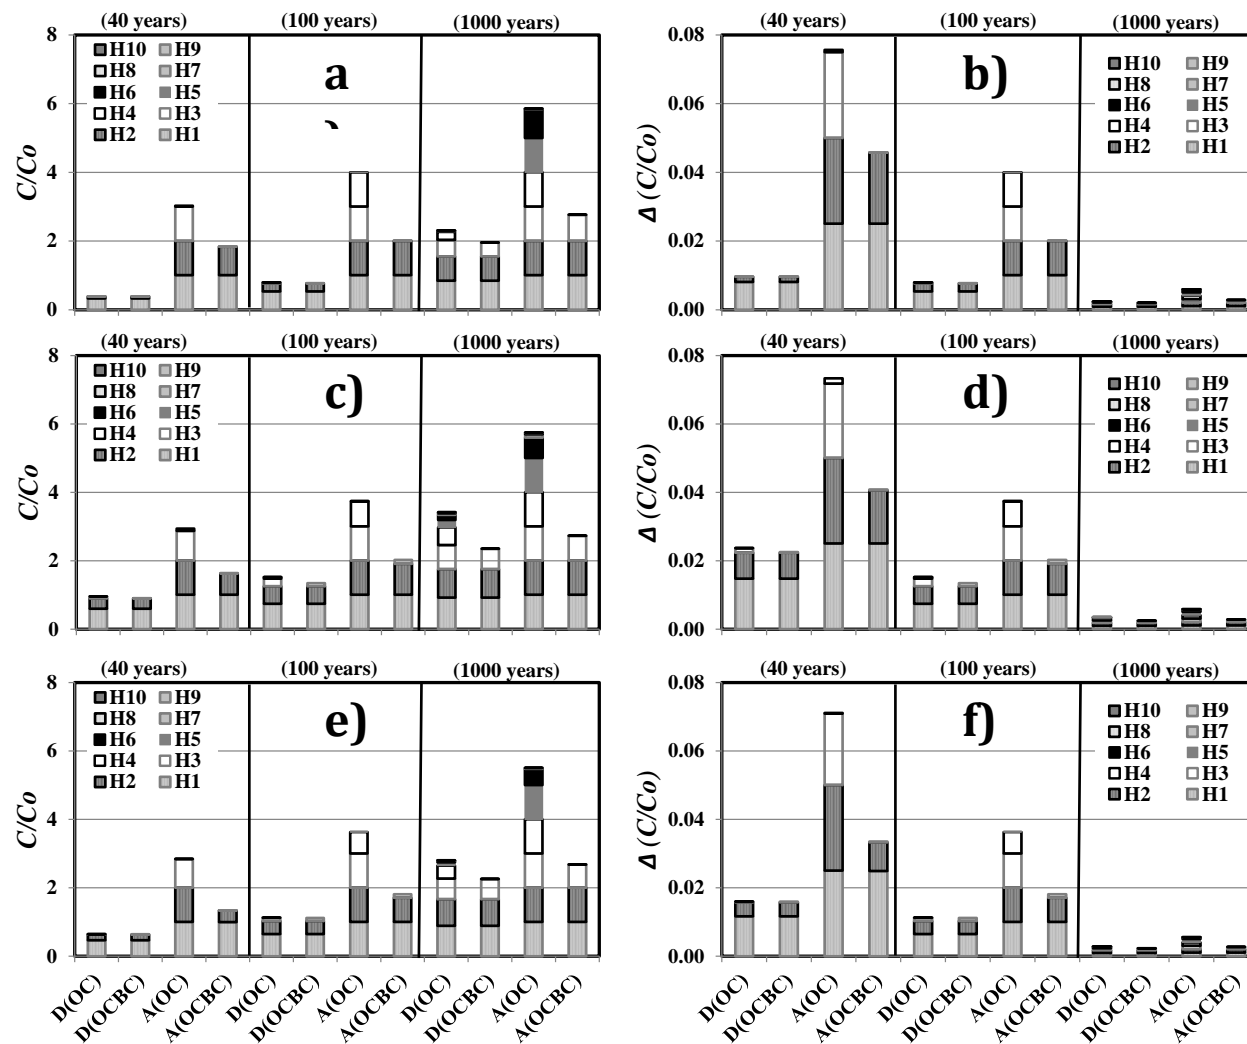 (40 years) (100 years) (1000 years)
8
6
4
2
0
C/Co
H10 H9
H8 H7
H6 H5
H4 H3
H2 H1
a
)
(40 years) (100 years) (1000 years)
0.08
0.06
0.04
0.02
0.00
Δ (C/Co)
b)
H10 H9
H8 H7
H6 H5
H4 H3
H2 H1
(40 years) (100 years) (1000 years)
8
6
4
2
0
C/Co
H10 H9
H8 H7
H6 H5
H4 H3
H2 H1
c)
(40 years) (100 years) (1000 years)
0.08
0.06
0.04
0.02
0.00
Δ (C/Co)
d)
H10 H9
H8 H7
H6 H5
H4 H3
H2 H1
(40 years) (100 years) (1000 years)
8
6
4
2
0
C/Co
H10 H9
H8 H7
H6 H5
H4 H3
H2 H1
e)
D(OC) D(OCBC) A(OC) A(OCBC) D(OC) D(OCBC) A(OC) A(OCBC) D(OC) D(OCBC) A(OC) A(OCBC)
(40 years) (100 years) (1000 years)
0.08
0.06
0.04
0.02
0.00
Δ (C/Co)
f)
H10 H9
H8 H7
H6 H5
H4 H3
H2 H1
D(OC) D(OCBC) A(OC) A(OCBC) D(OC) D(OCBC) A(OC) A(OCBC) D(OC) D(OCBC) A(OC) A(OCBC)